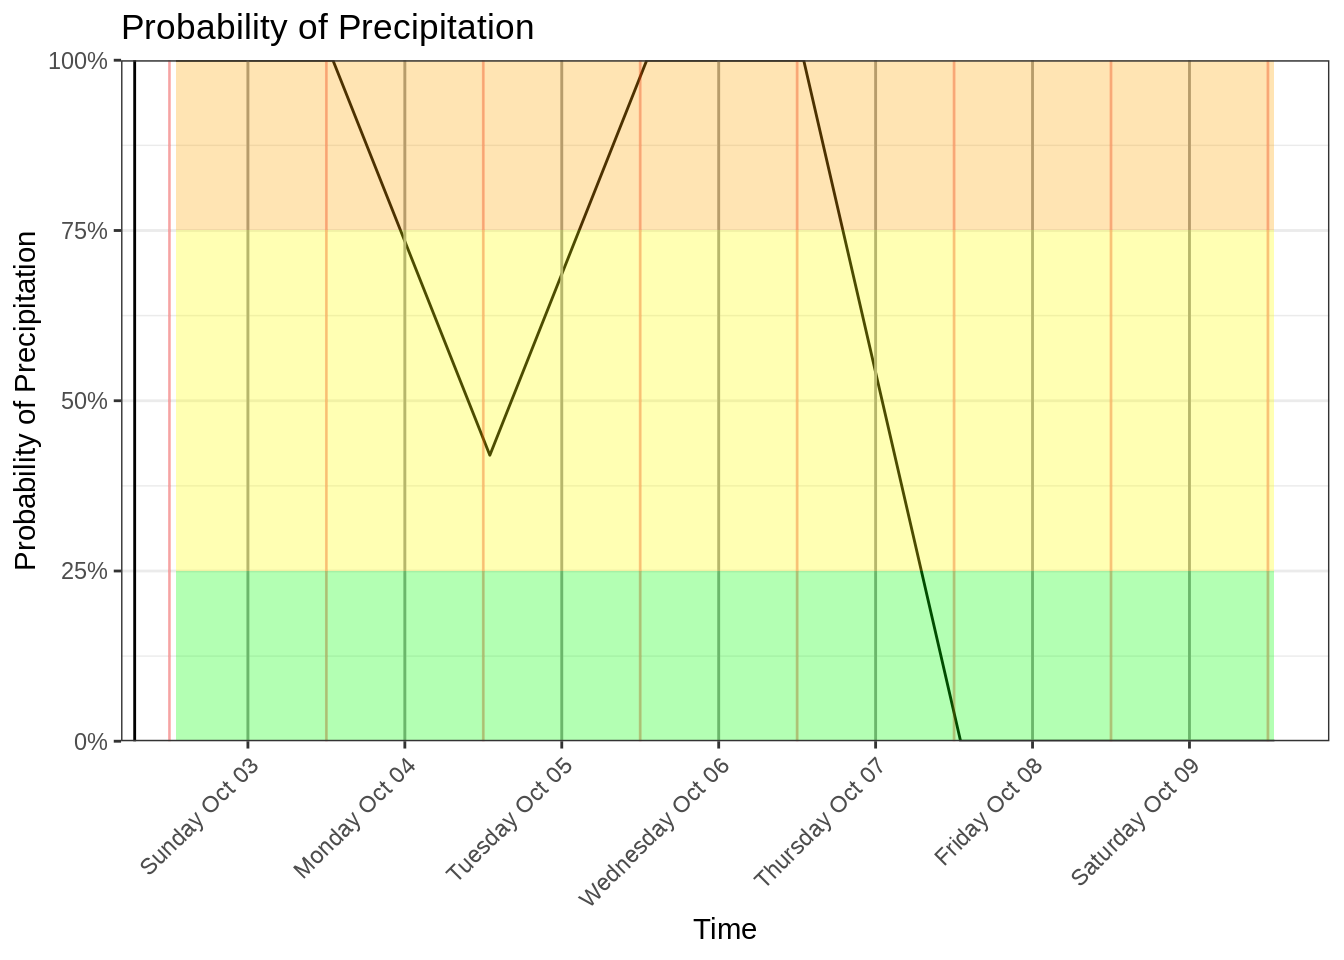 Probability of Precipitation
100%
75%
50%
25%
0%
Probability of Precipitation
Sunday Oct 03
Monday Oct 04
Tuesday Oct 05
Wednesday Oct 06
Thursday Oct 07
Friday Oct 08
Saturday Oct 09
Time